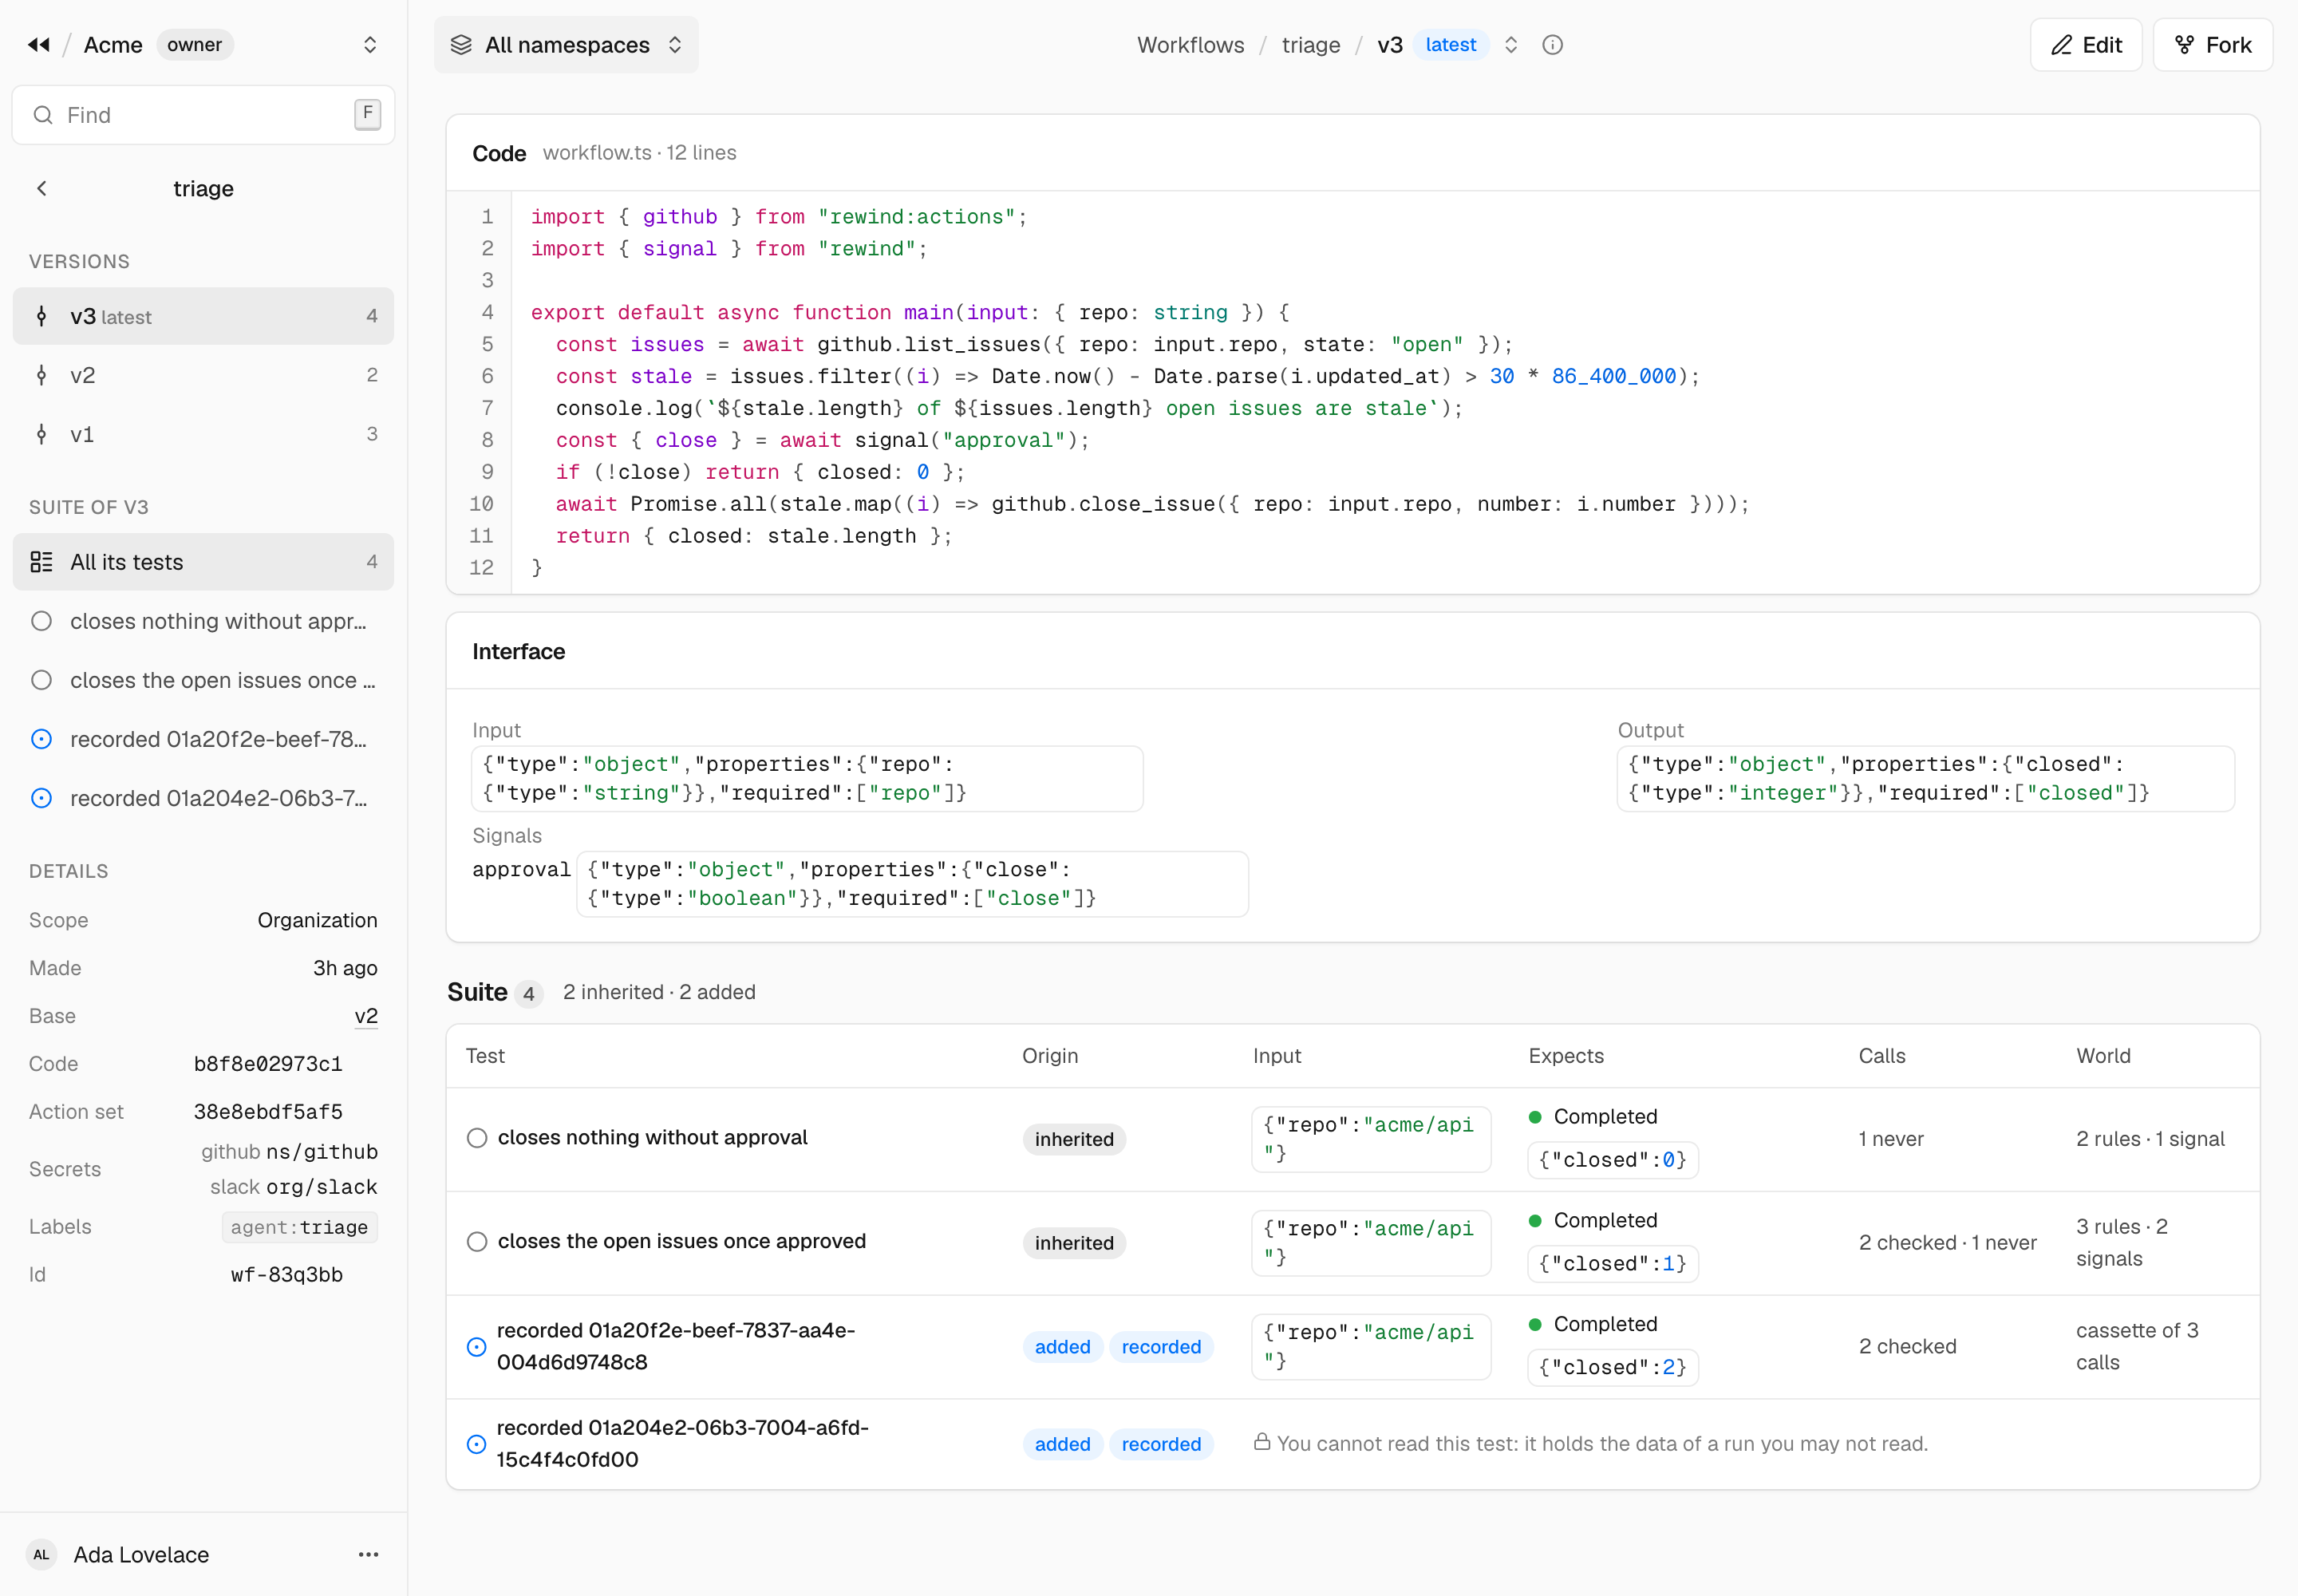 Acme owner
Find F
triage
VERSIONS
v3 latest 4
v2 2
v1 3
SUITE OF V3
All its tests 4
closes nothing without appr...
closes the open issues once ...
recorded 01a20f2e-beef-78...
recorded 01a204e2-06b3-7...
DETAILS
Scope Organization
Made 3h ago
Base v2
Code b8f8e02973c1
Action set 38e8ebdf5af5
Secrets github ns/github
slack org/slack
Labels agent:triage
Id wf-83q3bb
AL Ada Lovelace
All namespaces
Workflows / triage / v3 latest
Edit
Fork
Code workflow.ts · 12 lines
1 import { github } from "rewind:actions";
2 import { signal } from "rewind";
3
4 export default async function main(input: { repo: string }) {
5 const issues = await github.list_issues({ repo: input.repo, state: "open" });
6 const stale = issues.filter((i) => Date.now() - Date.parse(i.updated_at) > 30 * 86_400_000);
7 console.log(`${stale.length} of ${issues.length} open issues are stale`);
8 const { close } = await signal("approval");
9 if (!close) return { closed: 0 };
10 await Promise.all(stale.map((i) => github.close_issue({ repo: input.repo, number: i.number })));
11 return { closed: stale.length };
12 }
Interface
Input
{"type":"object","properties":{"repo":
{"type":"string"}},"required":["repo"]}
Output
{"type":"object","properties":{"closed":
{"type":"integer"}},"required":["closed"]}
Signals
approval {"type":"object","properties":{"close":
{"type":"boolean"}},"required":["close"]}
Suite 4 2 inherited · 2 added
Test Origin Input Expects Calls World
closes nothing without approval
inherited
{"repo":"acme/api
"}
Completed
{"closed":0}
1 never
2 rules · 1 signal
closes the open issues once approved
inherited
{"repo":"acme/api
"}
Completed
{"closed":1}
2 checked · 1 never
3 rules · 2
signals
recorded 01a20f2e-beef-7837-aa4e-
004d6d9748c8
added recorded
{"repo":"acme/api
"}
Completed
{"closed":2}
2 checked
cassette of 3
calls
recorded 01a204e2-06b3-7004-a6fd-
15c4f4c0fd00
added recorded
You cannot read this test: it holds the data of a run you may not read.